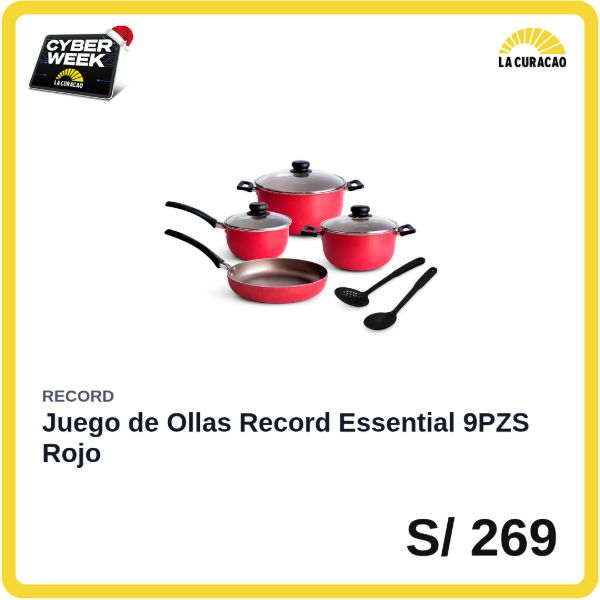 CYBER
WEEK
LA CURACAO
LA CURACAO
RECORD
Juego de Ollas Record Essential 9PZS
Rojo
S/ 269